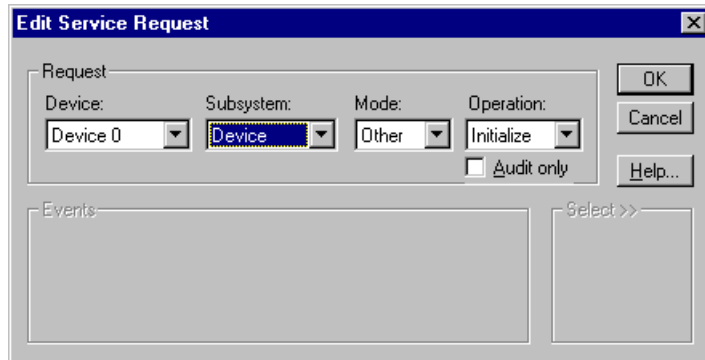 Edit Service Request
Request
Device: Subsystem: Mode: Operation:
Device 0 Device Other Initialize
Audit only
OK
Cancel
Help...
Events
Select >>